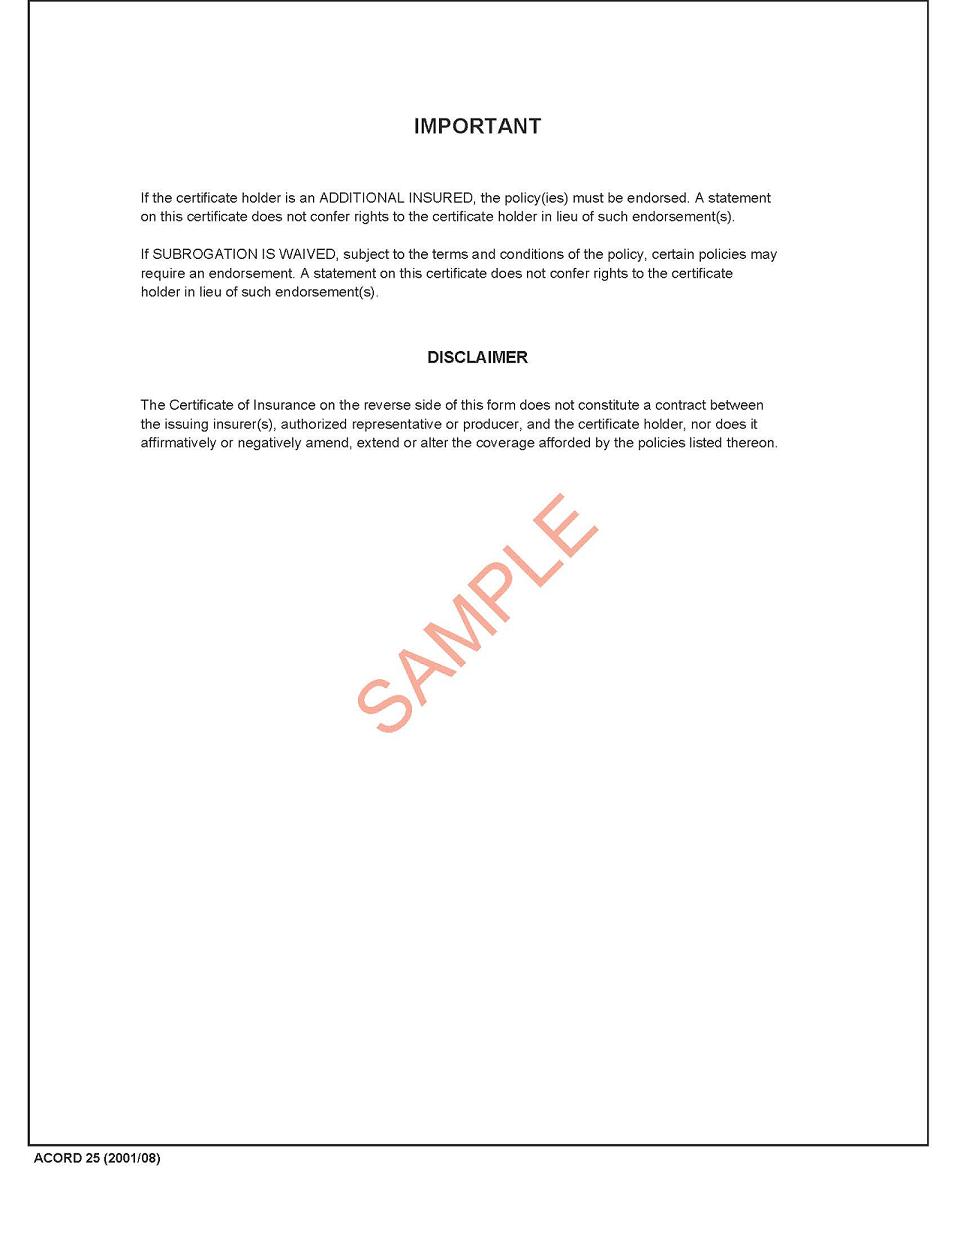 IMPORTANT
If the certificate holder is an ADDITIONAL INSURED, the policy(ies) must be endorsed. A statement
on this certificate does not confer rights to the certificate holder in lieu of such endorsement(s).
If SUBROGATION IS WAIVED, subject to the terms and conditions of the policy, certain policies may
require an endorsement. A statement on this certificate does not confer rights to the certificate
holder in lieu of such endorsement(s).
DISCLAIMER
The Certificate of Insurance on the reverse side of this form does not constitute a contract between
the issuing insurer(s), authorized representative or producer, and the certificate holder, nor does it
affirmatively or negatively amend, extend or alter the coverage afforded by the policies listed thereon.
SAMPLE
ACORD 25 (2001/08)